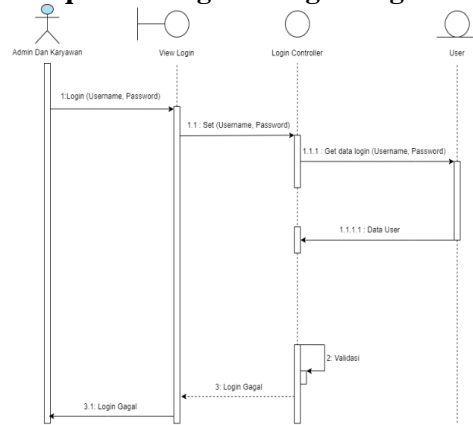 Admin Dan Karyawan
View Login
Login Controller
User
1:Login (Username, Password)
1.1 : Set (Username, Password)
1.1.1 : Get data login (Username, Password)
1.1.1.1 : Data User
2: Validasi
3: Login Gagal
3.1: Login Gagal